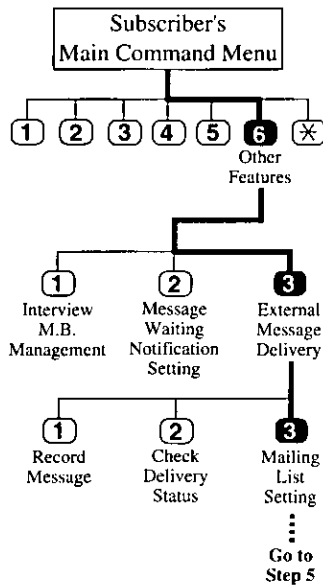 Subscriber's
Main Command Menu
1 2 3 4 5 6 *
Other
Features
1 2 3
Interview
M.B.
Management
Message
Waiting
Notification
Setting
External
Message
Delivery
1 2 3
Record
Message
Check
Delivery
Status
Mailing
List
Setting
Go to
Step 5